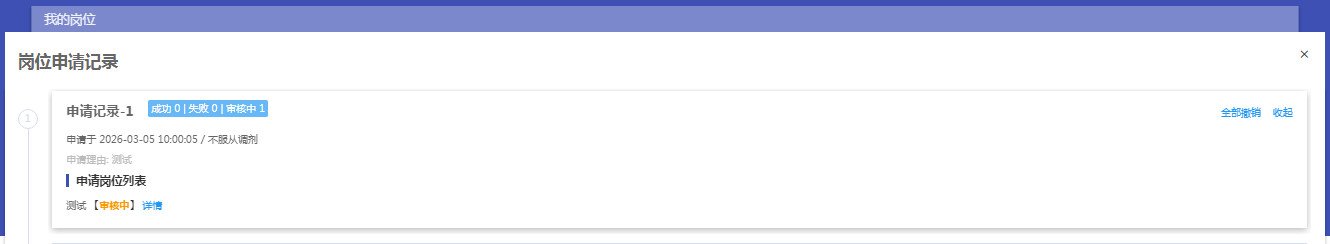 我的岗位
岗位申请记录 ×
1
申请记录-1 成功 0 | 失败 0 | 审核中 1 全部撤销 收起
申请于 2026-03-05 10:00:05 / 不服从调剂
申请理由: 测试
申请岗位列表
测试 【审核中】 详情